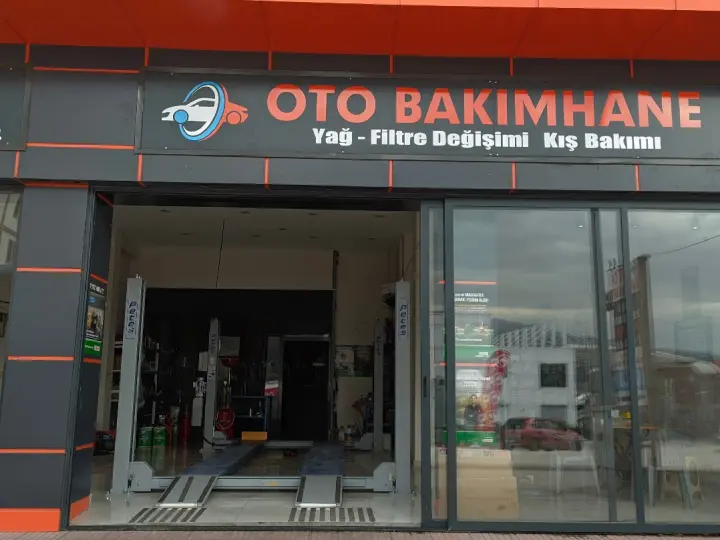 OTO BAKIMHANE
Yağ - Filtre Değişimi Kış Bakımı